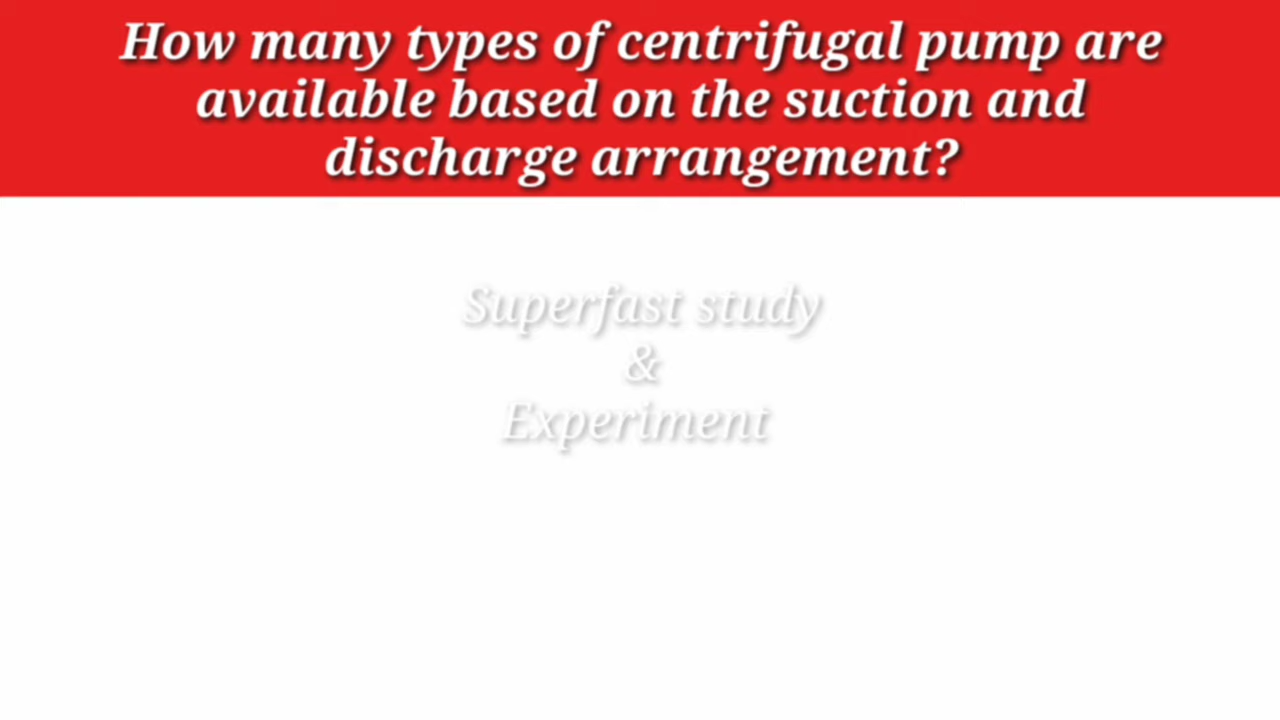 How many types of centrifugal pump are
available based on the suction and
discharge arrangement?
Superfast study
&
Experiment